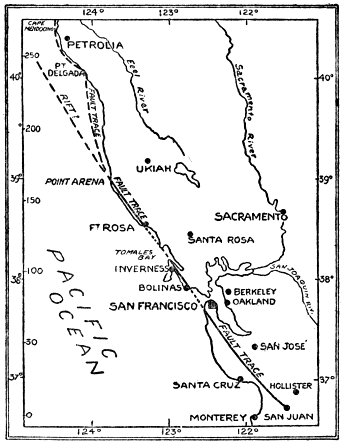 124° 123° 122°
CAPE MENDOCINO
PETROLIA
250
PT DELGADA
40°
40°
Eel River
Sacramento River
FAULT TRACE
RIFT?
200
UKIAH
39°
39°
POINT ARENA
150
FAULT TRACE
SACRAMENTO
FT ROSA
SANTA ROSA
TOMALES BAY
SAN JOAQUIN RIV.
100
INVERNESS
38°
38°
BOLINAS
BERKELEY
OAKLAND
SAN FRANCISCO
PACIFIC OCEAN
50
FAULT TRACE
SAN JOSE'
37°
37°
SANTA CRUZ
HOLLISTER
0
MONTEREY
SAN JUAN
124° 123° 122°